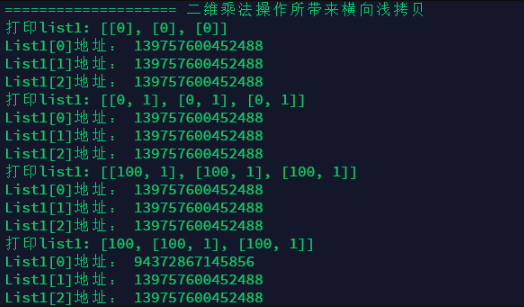 ==================== 二维乘法操作所带来横向浅拷贝
打印list1: [[0], [0], [0]]
List1[0]地址： 139757600452488
List1[1]地址： 139757600452488
List1[2]地址： 139757600452488
打印list1: [[0, 1], [0, 1], [0, 1]]
List1[0]地址： 139757600452488
List1[1]地址： 139757600452488
List1[2]地址： 139757600452488
打印list1: [[100, 1], [100, 1], [100, 1]]
List1[0]地址： 139757600452488
List1[1]地址： 139757600452488
List1[2]地址： 139757600452488
打印list1: [100, [100, 1], [100, 1]]
List1[0]地址： 94372867145856
List1[1]地址： 139757600452488
List1[2]地址： 139757600452488